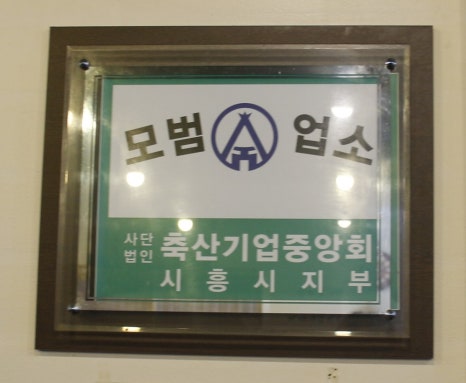 모범 업소
사단법인 축산기업중앙회
시흥시지부